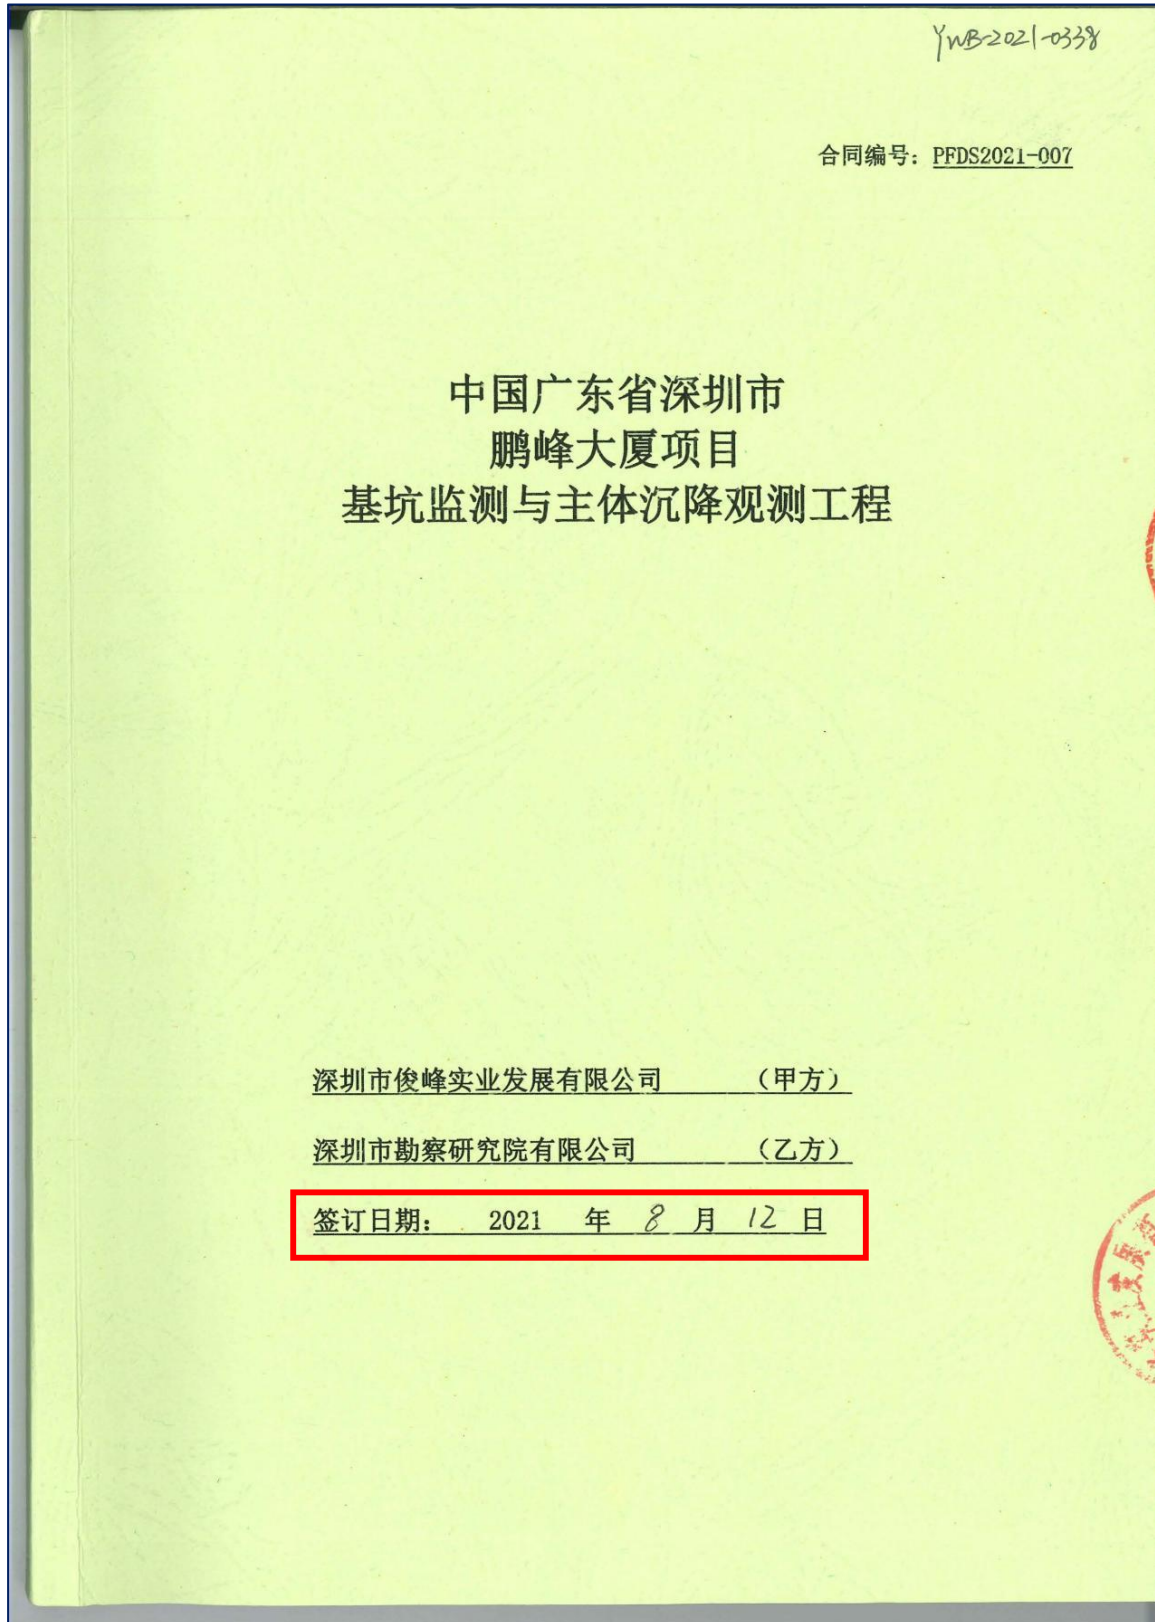 YWB-2021-0338
合同编号：PFDS2021-007
中国广东省深圳市
鹏峰大厦项目
基坑监测与主体沉降观测工程
深圳市俊峰实业发展有限公司 （甲方）
深圳市勘察研究院有限公司 （乙方）
签订日期： 2021 年 8 月 12 日